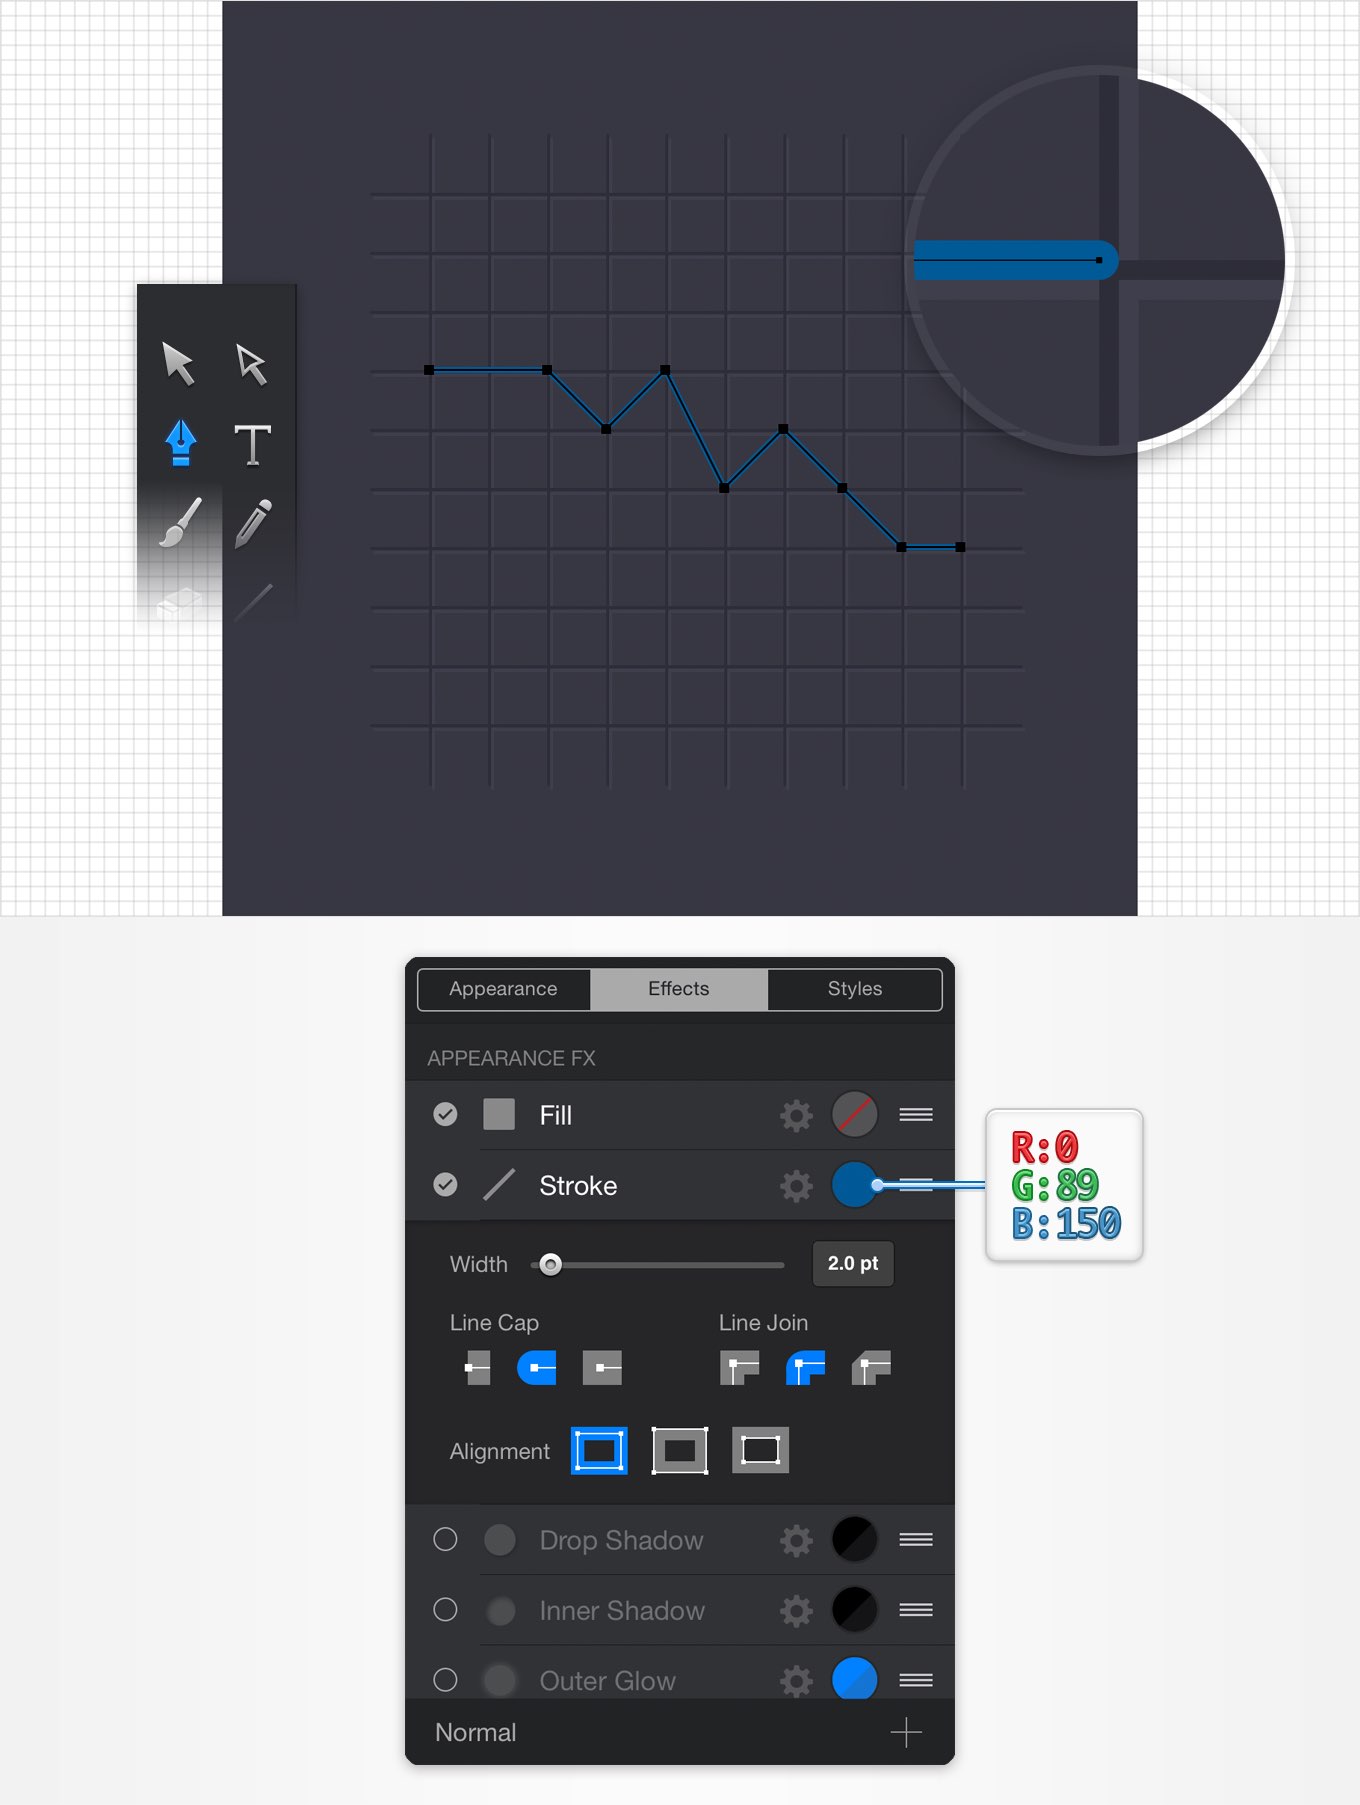 T
Appearance Effects Styles
APPEARANCE FX
Fill
Stroke
R:0
G:89
B:150
Width 2.0 pt
Line Cap Line Join
Alignment
Drop Shadow
Inner Shadow
Outer Glow
Normal